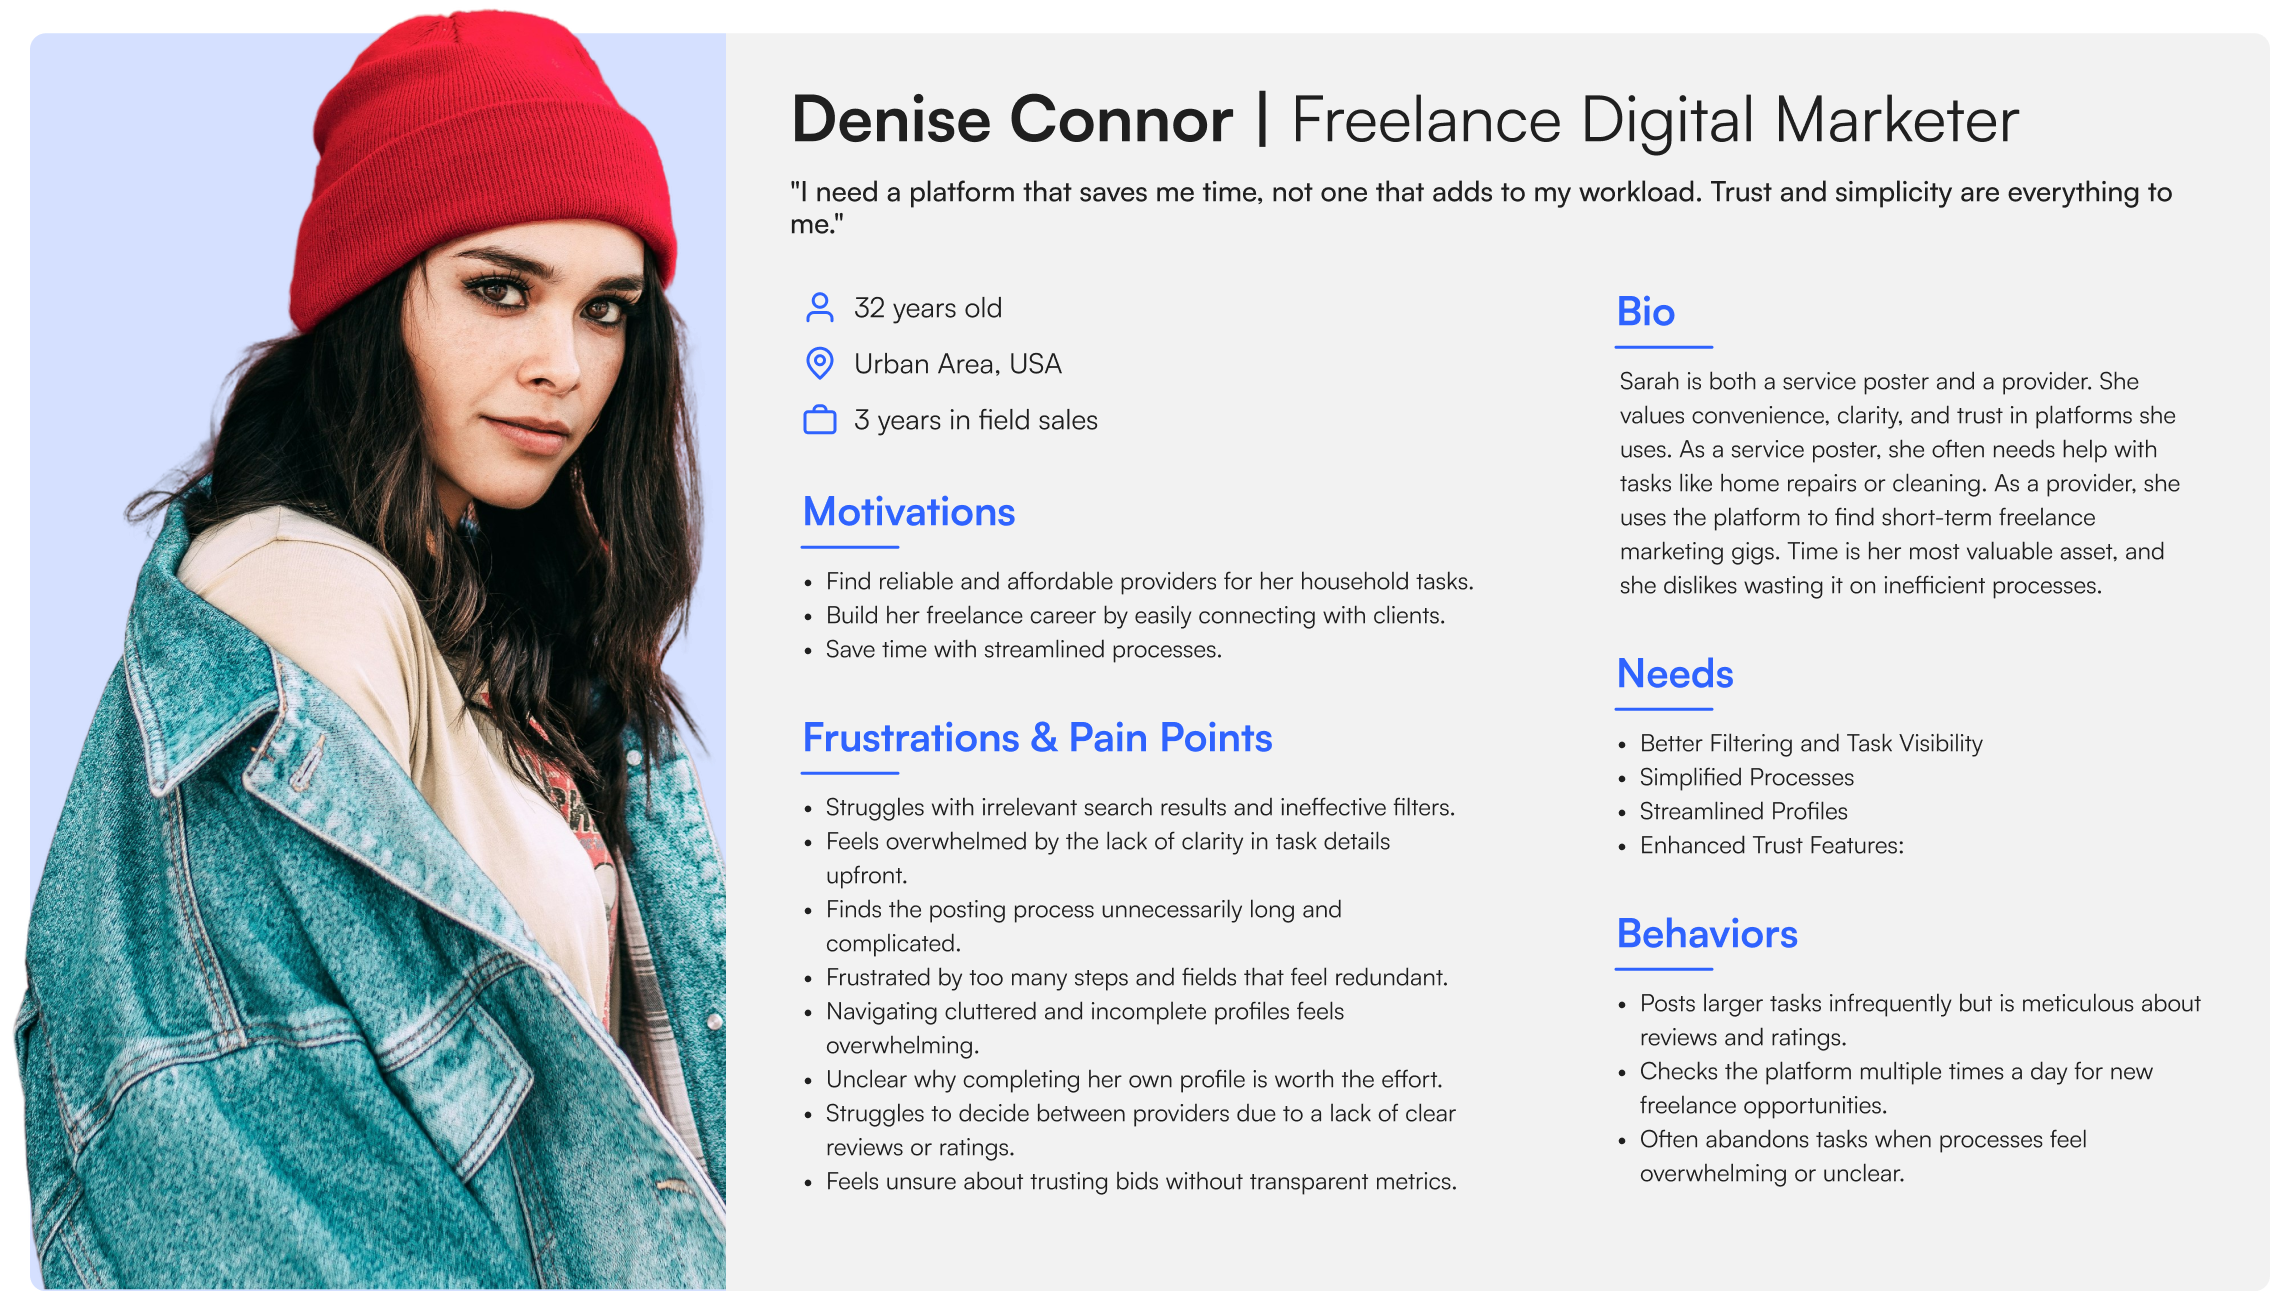 Denise Connor | Freelance Digital Marketer
"I need a platform that saves me time, not one that adds to my workload. Trust and simplicity are everything to
me."
32 years old
Urban Area, USA
3 years in field sales
Motivations
• Find reliable and affordable providers for her household tasks.
• Build her freelance career by easily connecting with clients.
• Save time with streamlined processes.
Frustrations & Pain Points
• Struggles with irrelevant search results and ineffective filters.
• Feels overwhelmed by the lack of clarity in task details
upfront.
• Finds the posting process unnecessarily long and
complicated.
• Frustrated by too many steps and fields that feel redundant.
• Navigating cluttered and incomplete profiles feels
overwhelming.
• Unclear why completing her own profile is worth the effort.
• Struggles to decide between providers due to a lack of clear
reviews or ratings.
• Feels unsure about trusting bids without transparent metrics.
Bio
Sarah is both a service poster and a provider. She
values convenience, clarity, and trust in platforms she
uses. As a service poster, she often needs help with
tasks like home repairs or cleaning. As a provider, she
uses the platform to find short-term freelance
marketing gigs. Time is her most valuable asset, and
she dislikes wasting it on inefficient processes.
Needs
• Better Filtering and Task Visibility
• Simplified Processes
• Streamlined Profiles
• Enhanced Trust Features:
Behaviors
• Posts larger tasks infrequently but is meticulous about
reviews and ratings.
• Checks the platform multiple times a day for new
freelance opportunities.
• Often abandons tasks when processes feel
overwhelming or unclear.